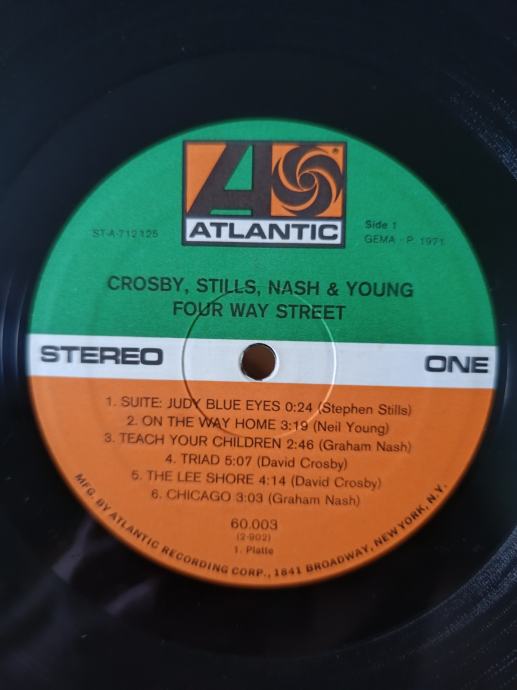 ATLANTIC
ST-A-712125
Side 1
GEMA - P. 1971
CROSBY, STILLS, NASH & YOUNG
FOUR WAY STREET
STEREO
ONE
1. SUITE: JUDY BLUE EYES 0:24 (Stephen Stills)
2. ON THE WAY HOME 3:19 (Neil Young)
3. TEACH YOUR CHILDREN 2:46 (Graham Nash)
4. TRIAD 5:07 (David Crosby)
5. THE LEE SHORE 4:14 (David Crosby)
6. CHICAGO 3:03 (Graham Nash)
60.003
(2-902)
1. Platte
MFG. BY ATLANTIC RECORDING CORP., 1841 BROADWAY, NEW YORK, N.Y.